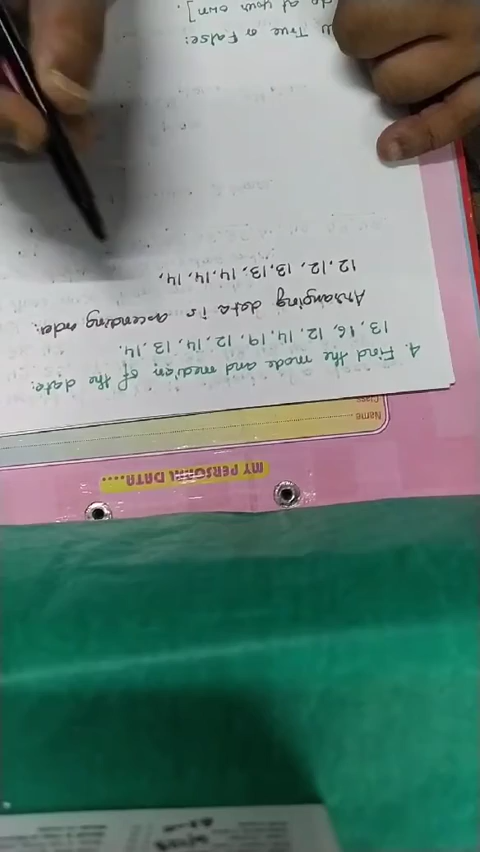 4. Find the mode and median of the data:
13, 16, 12, 14, 19, 12, 14, 13, 14.
Arranging data is ascending order:
12, 12, 13, 13, 14, 14, 14,
True or False:
at your own].
MY PERSONAL DATA....
Name
Class